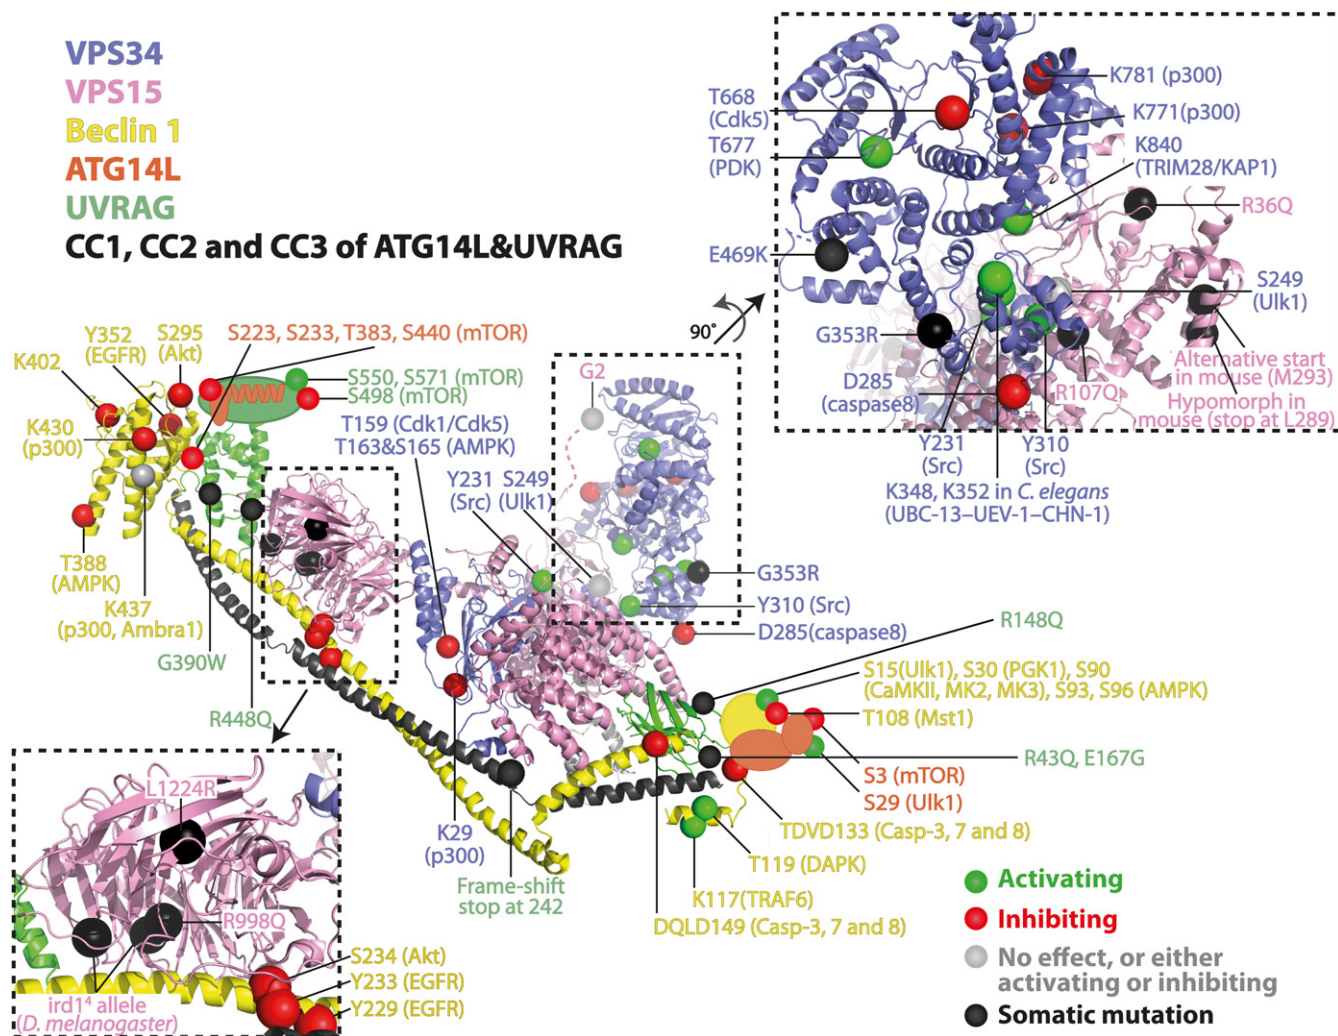 VPS34
VPS15
Beclin 1
ATG14L
UVRAG
CC1, CC2 and CC3 of ATG14L&UVRAG
T668
(Cdk5)
T677
(PDK)
E469K
G353R
D285
(caspase8)
K781 (p300)
K771(p300)
K840
(TRIM28/KAP1)
R36Q
S249
(Ulk1)
Alternative start
in mouse (M293)
R107Q
Hypomorph in
mouse (stop at L289)
Y231
(Src)
Y310
(Src)
K348, K352 in C. elegans
(UBC-13–UEV-1–CHN-1)
90°
K402
Y352
(EGFR)
S295
(Akt)
S223, S233, T383, S440 (mTOR)
S550, S571 (mTOR)
S498 (mTOR)
K430
(p300)
T159 (Cdk1/Cdk5)
T163&S165 (AMPK)
Y231
(Src)
S249
(Ulk1)
G2
T388
(AMPK)
K437
(p300, Ambra1)
G390W
R448Q
G353R
Y310 (Src)
D285(caspase8)
R148Q
S15(Ulk1), S30 (PGK1), S90
(CaMKII, MK2, MK3), S93, S96 (AMPK)
T108 (Mst1)
R43Q, E167G
S3 (mTOR)
S29 (Ulk1)
TDVD133 (Casp-3, 7 and 8)
T119 (DAPK)
K117(TRAF6)
DQLD149 (Casp-3, 7 and 8)
K29
(p300)
Frame-shift
stop at 242
L1224R
R998Q
ird1⁴ allele
(D. melanogaster)
S234 (Akt)
Y233 (EGFR)
Y229 (EGFR)
Activating
Inhibiting
No effect, or either
activating or inhibiting
Somatic mutation